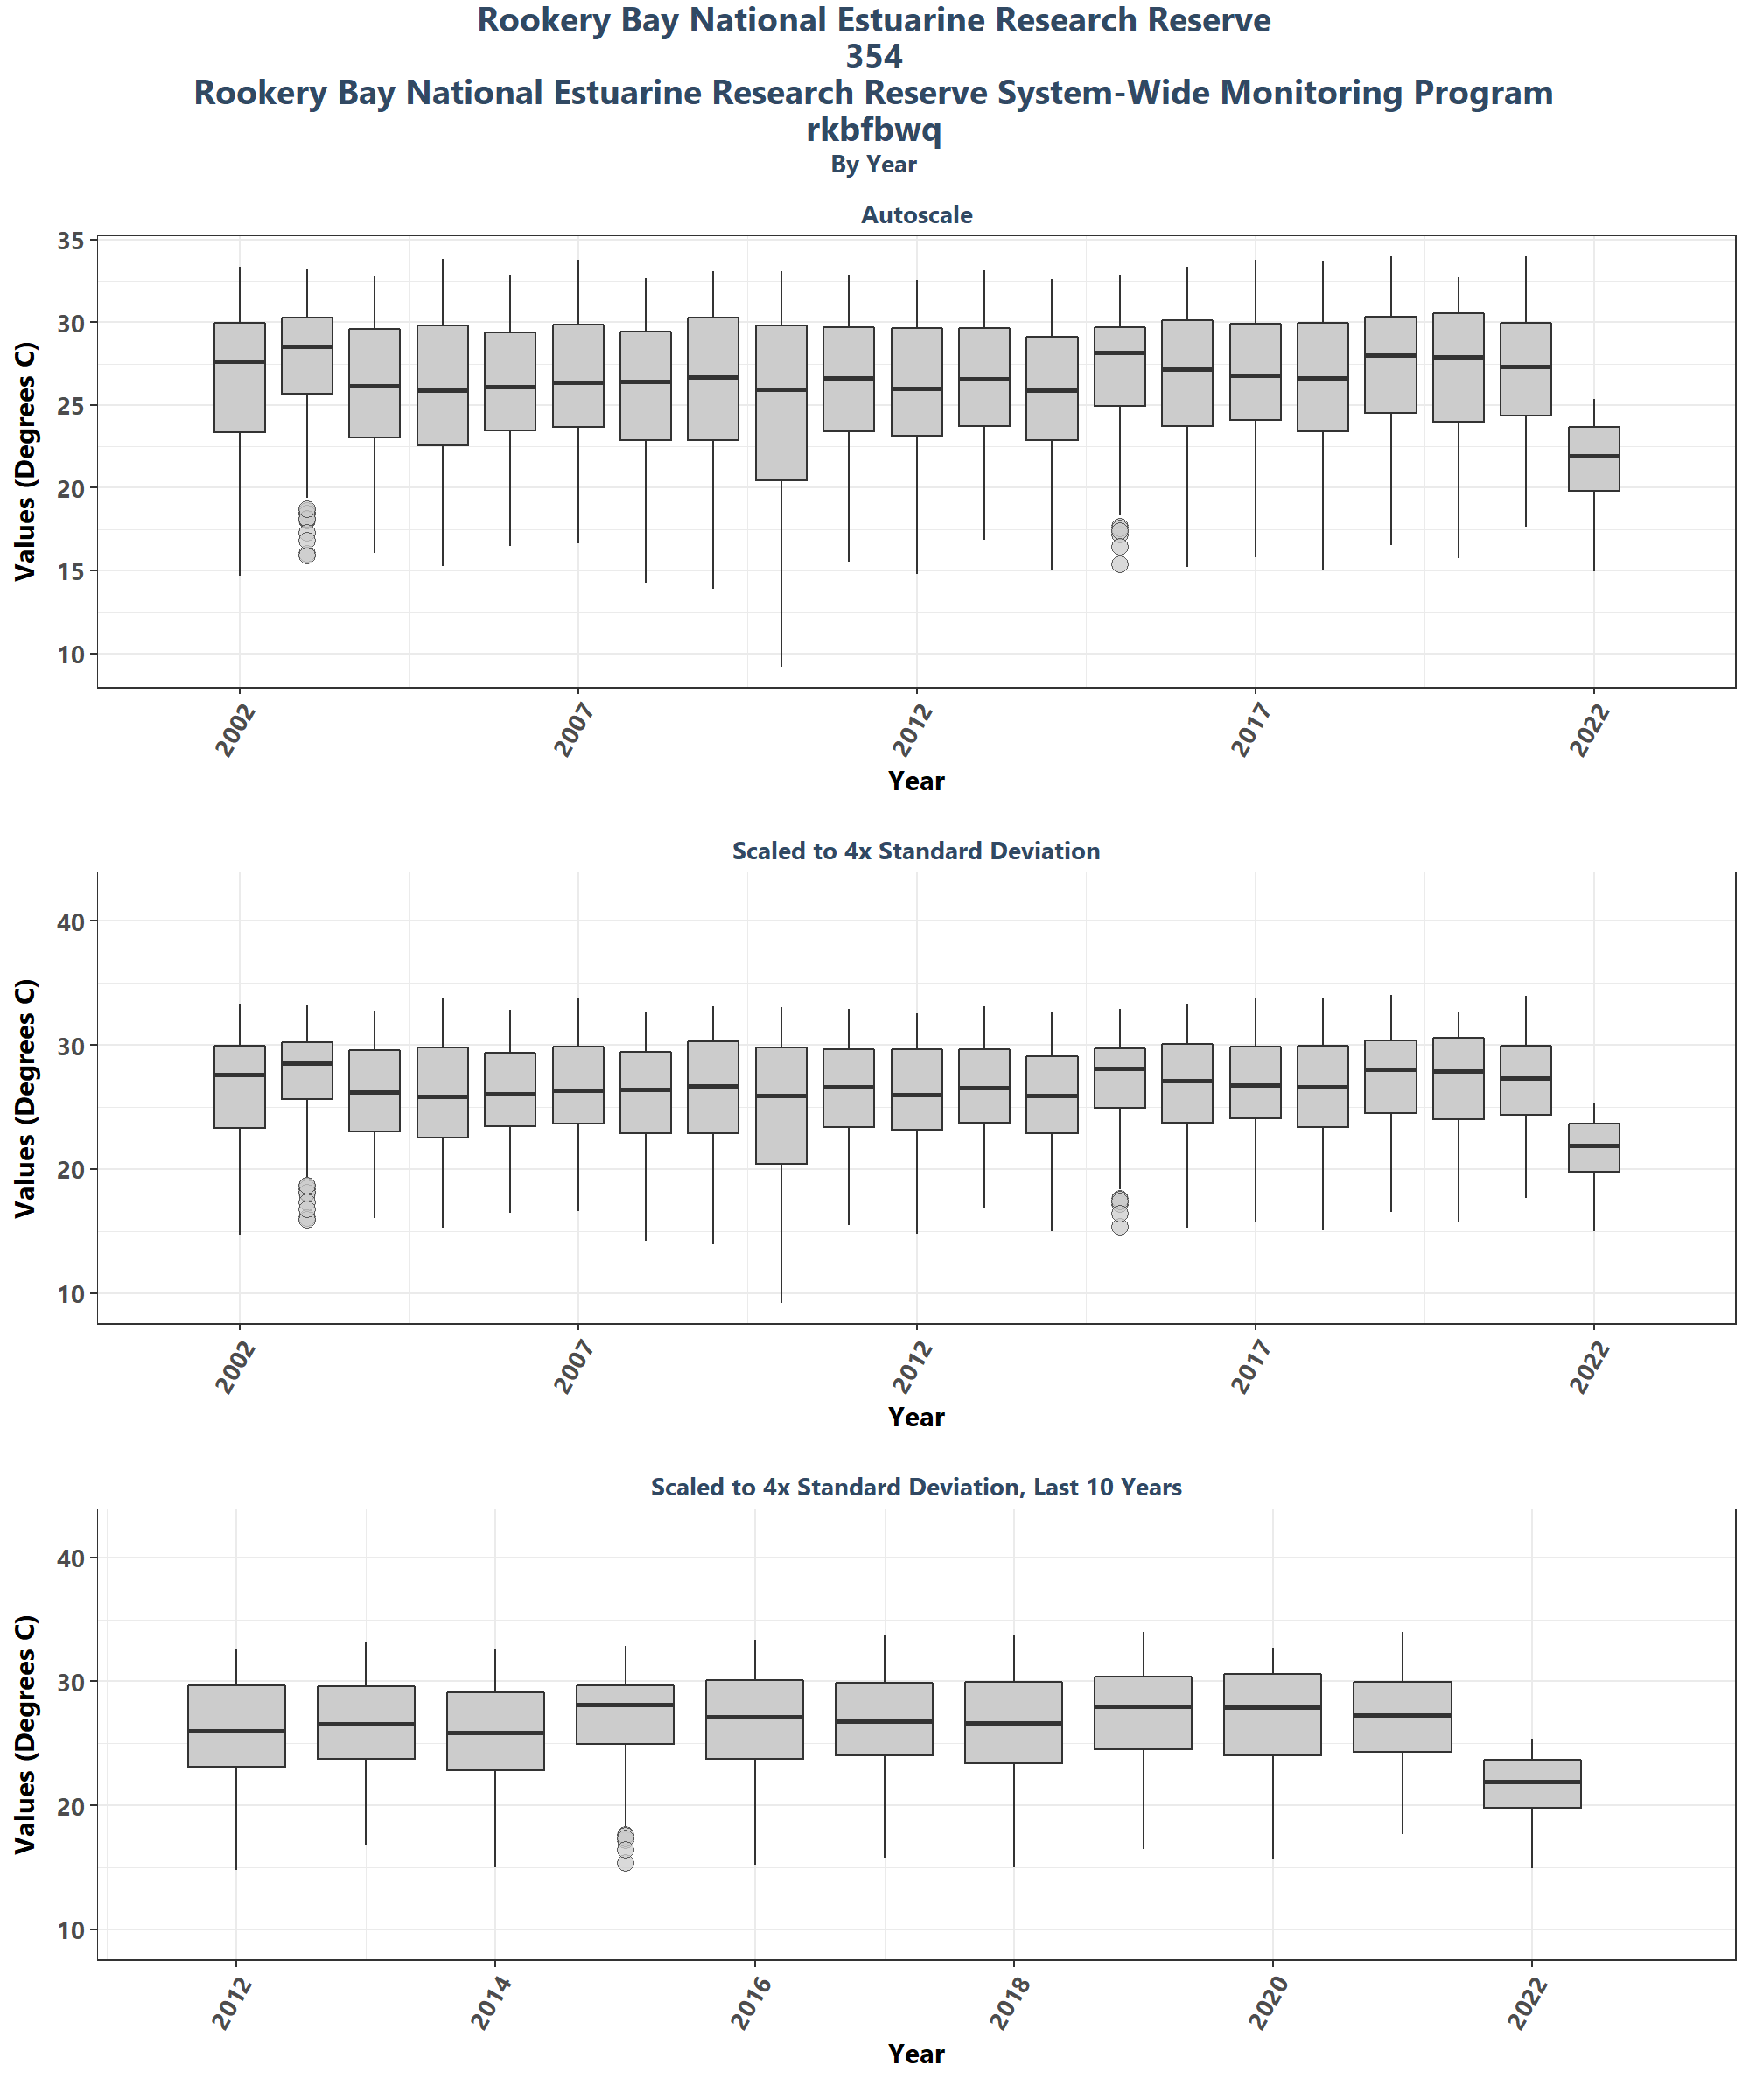 Rookery Bay National Estuarine Research Reserve
354
Rookery Bay National Estuarine Research Reserve System-Wide Monitoring Program
rkbfbwq
By Year
Autoscale
Values (Degrees C)
35
30
25
20
15
10
2002
2007
2012
2017
2022
Year
Scaled to 4x Standard Deviation
Values (Degrees C)
40
30
20
10
2002
2007
2012
2017
2022
Year
Scaled to 4x Standard Deviation, Last 10 Years
Values (Degrees C)
40
30
20
10
2012
2014
2016
2018
2020
2022
Year